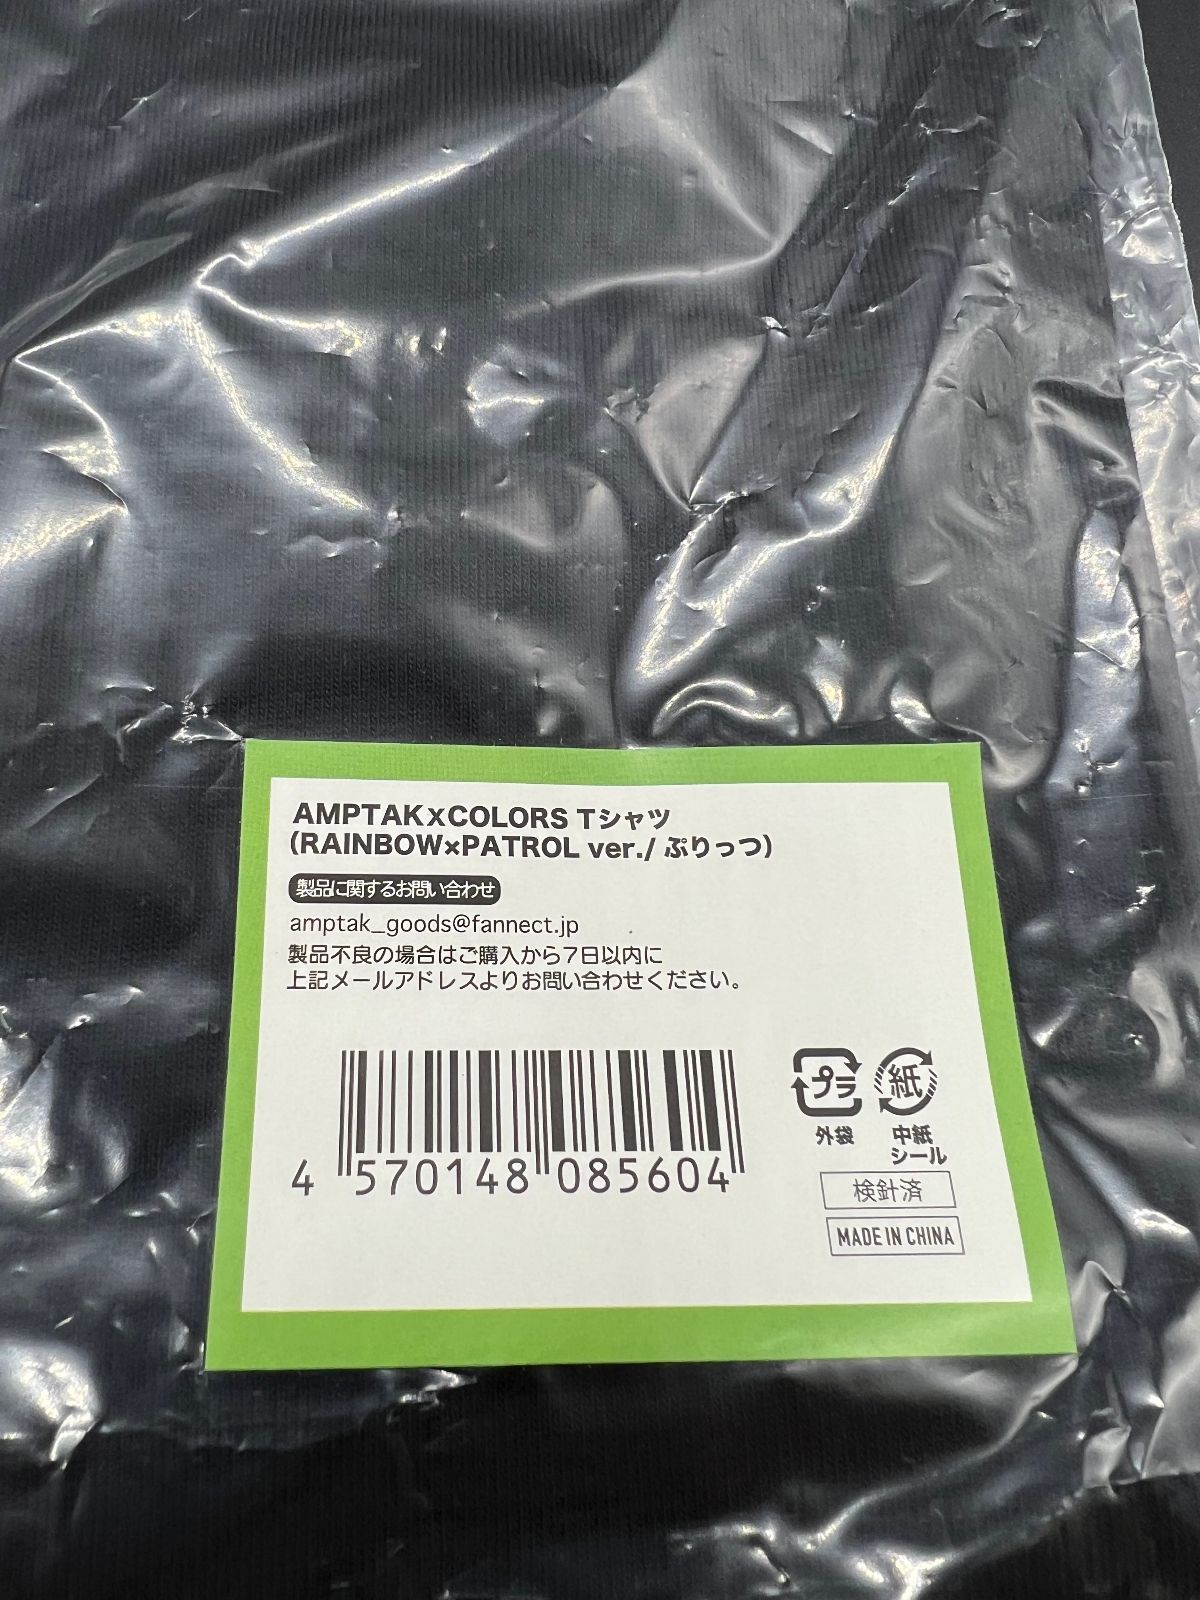 AMPTAK×COLORS Tシャツ
(RAINBOW×PATROL ver./ ぷりっつ)
製品に関するお問い合わせ
amptak_goods@fannect.jp
製品不良の場合はご購入から7日以内に
上記メールアドレスよりお問い合わせください。
4 570148 085604
プラ 紙
外袋 中紙
シール
検針済
MADE IN CHINA